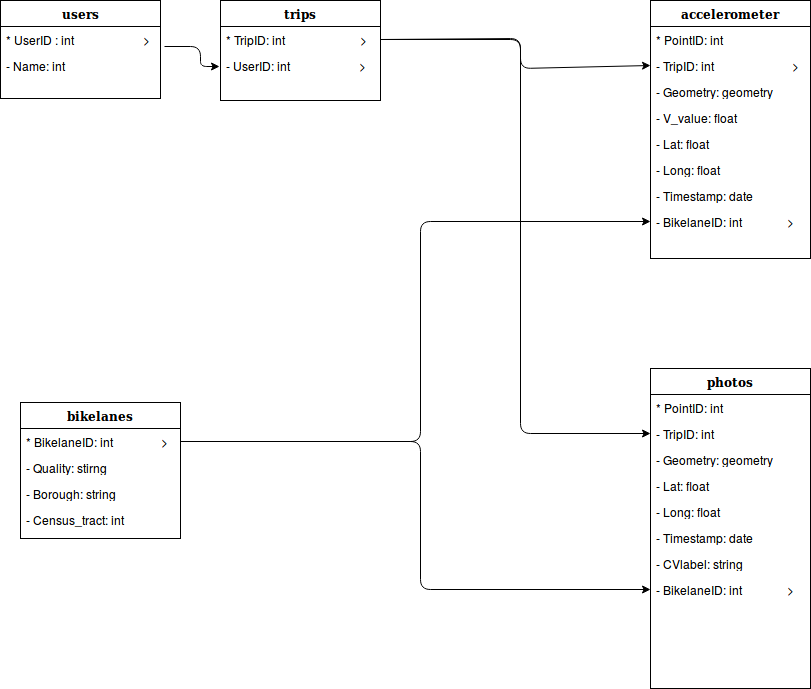 users
* UserID : int >
- Name: int
trips
* TripID: int >
- UserID: int >
accelerometer
* PointID: int
- TripID: int >
- Geometry: geometry
- V_value: float
- Lat: float
- Long: float
- Timestamp: date
- BikelaneID: int >
bikelanes
* BikelaneID: int >
- Quality: stirng
- Borough: string
- Census_tract: int
photos
* PointID: int
- TripID: int
- Geometry: geometry
- Lat: float
- Long: float
- Timestamp: date
- CVlabel: string
- BikelaneID: int >